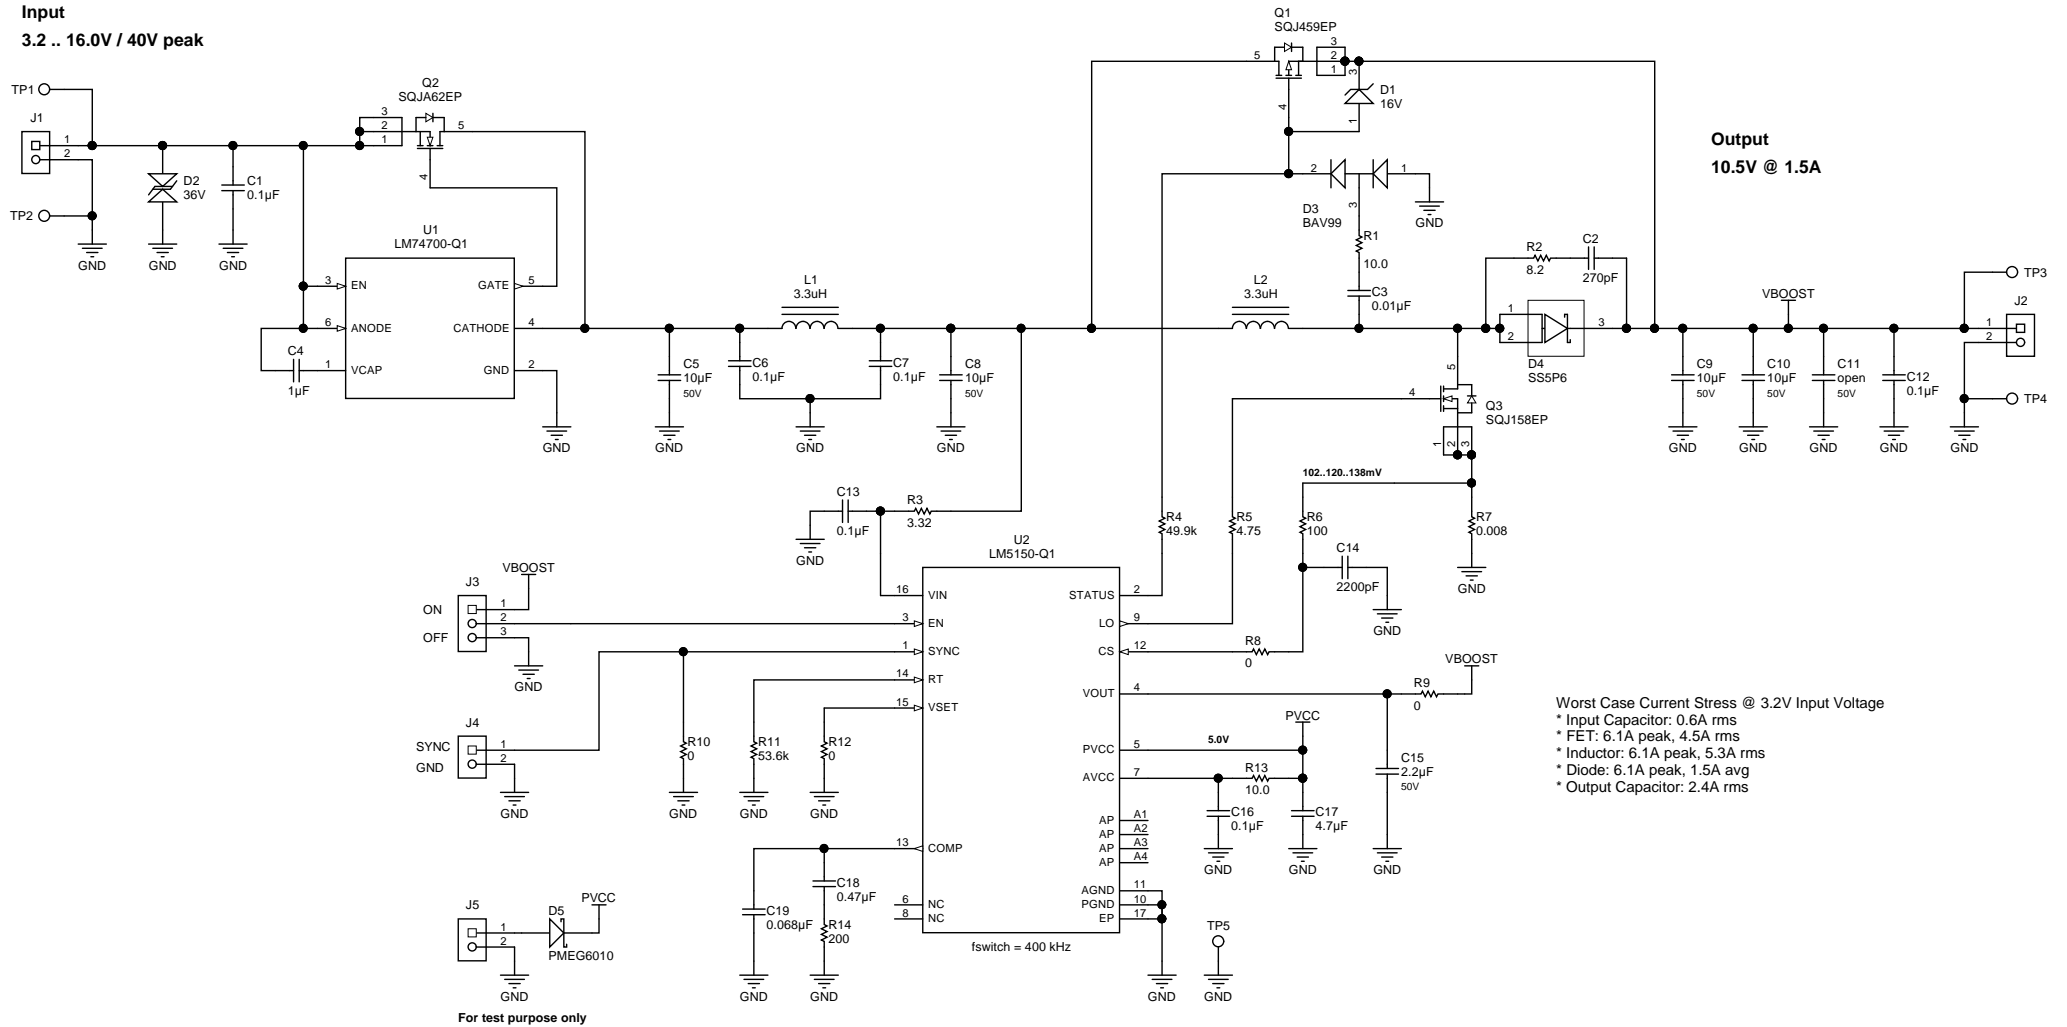 Input
3.2 .. 16.0V / 40V peak
TP1
J1
1
2
TP2
GND
D2
36V
GND
C1
0.1µF
GND
Q2
SQJA62EP
3
2
1
5
4
U1
LM74700-Q1
3 EN
6 ANODE
1 VCAP
GATE 5
CATHODE 4
GND 2
C4
1µF
GND
C5
10µF
50V
GND
C6
0.1µF
L1
3.3uH
C7
0.1µF
GND
C8
10µF
50V
GND
Q1
SQJ459EP
5
3
2
1
4
D1
16V
3
1
2
1
3
D3
BAV99
GND
R1
10.0
C3
0.01µF
L2
3.3uH
R2
8.2
C2
270pF
1
2
3
D4
SS5P6
Output
10.5V @ 1.5A
VBOOST
C9
10µF
50V
GND
C10
10µF
50V
GND
C11
open
50V
GND
C12
0.1µF
GND
TP3
J2
1
2
TP4
GND
5
4
Q3
SQJ158EP
1
2
3
102..120..138mV
R4
49.9k
R5
4.75
R6
100
R7
0.008
GND
C14
2200pF
GND
C13
0.1µF
GND
R3
3.32
U2
LM5150-Q1
16 VIN
3 EN
1 SYNC
14 RT
15 VSET
13 COMP
6 NC
8 NC
STATUS 2
LO 9
CS 12
VOUT 4
PVCC 5
AVCC 7
AP A1
AP A2
AP A3
AP A4
AGND 11
PGND 10
EP 17
fswitch = 400 kHz
J3
VBOOST
ON
OFF
1
2
3
GND
J4
SYNC
GND
1
2
GND
R10
0
GND
R11
53.6k
GND
R12
0
GND
R8
0
VBOOST
R9
0
PVCC
5.0V
R13
10.0
C16
0.1µF
GND
C17
4.7µF
GND
C15
2.2µF
50V
GND
Worst Case Current Stress @ 3.2V Input Voltage
* Input Capacitor: 0.6A rms
* FET: 6.1A peak, 4.5A rms
* Inductor: 6.1A peak, 5.3A rms
* Diode: 6.1A peak, 1.5A avg
* Output Capacitor: 2.4A rms
J5
1
2
D5
PMEG6010
PVCC
GND
For test purpose only
C19
0.068µF
GND
C18
0.47µF
R14
200
GND
GND
TP5
GND